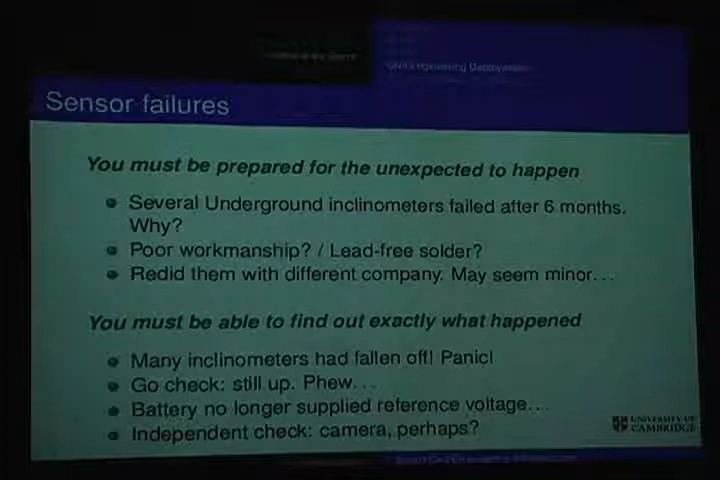 Civil Engineering Deployments
Sensor failures
You must be prepared for the unexpected to happen
Several Underground inclinometers failed after 6 months.
Why?
Poor workmanship? / Lead-free solder?
Redid them with different company. May seem minor...
You must be able to find out exactly what happened
Many inclinometers had fallen off! Panic!
Go check: still up. Phew...
Battery no longer supplied reference voltage...
Independent check: camera, perhaps?
UNIVERSITY OF
CAMBRIDGE